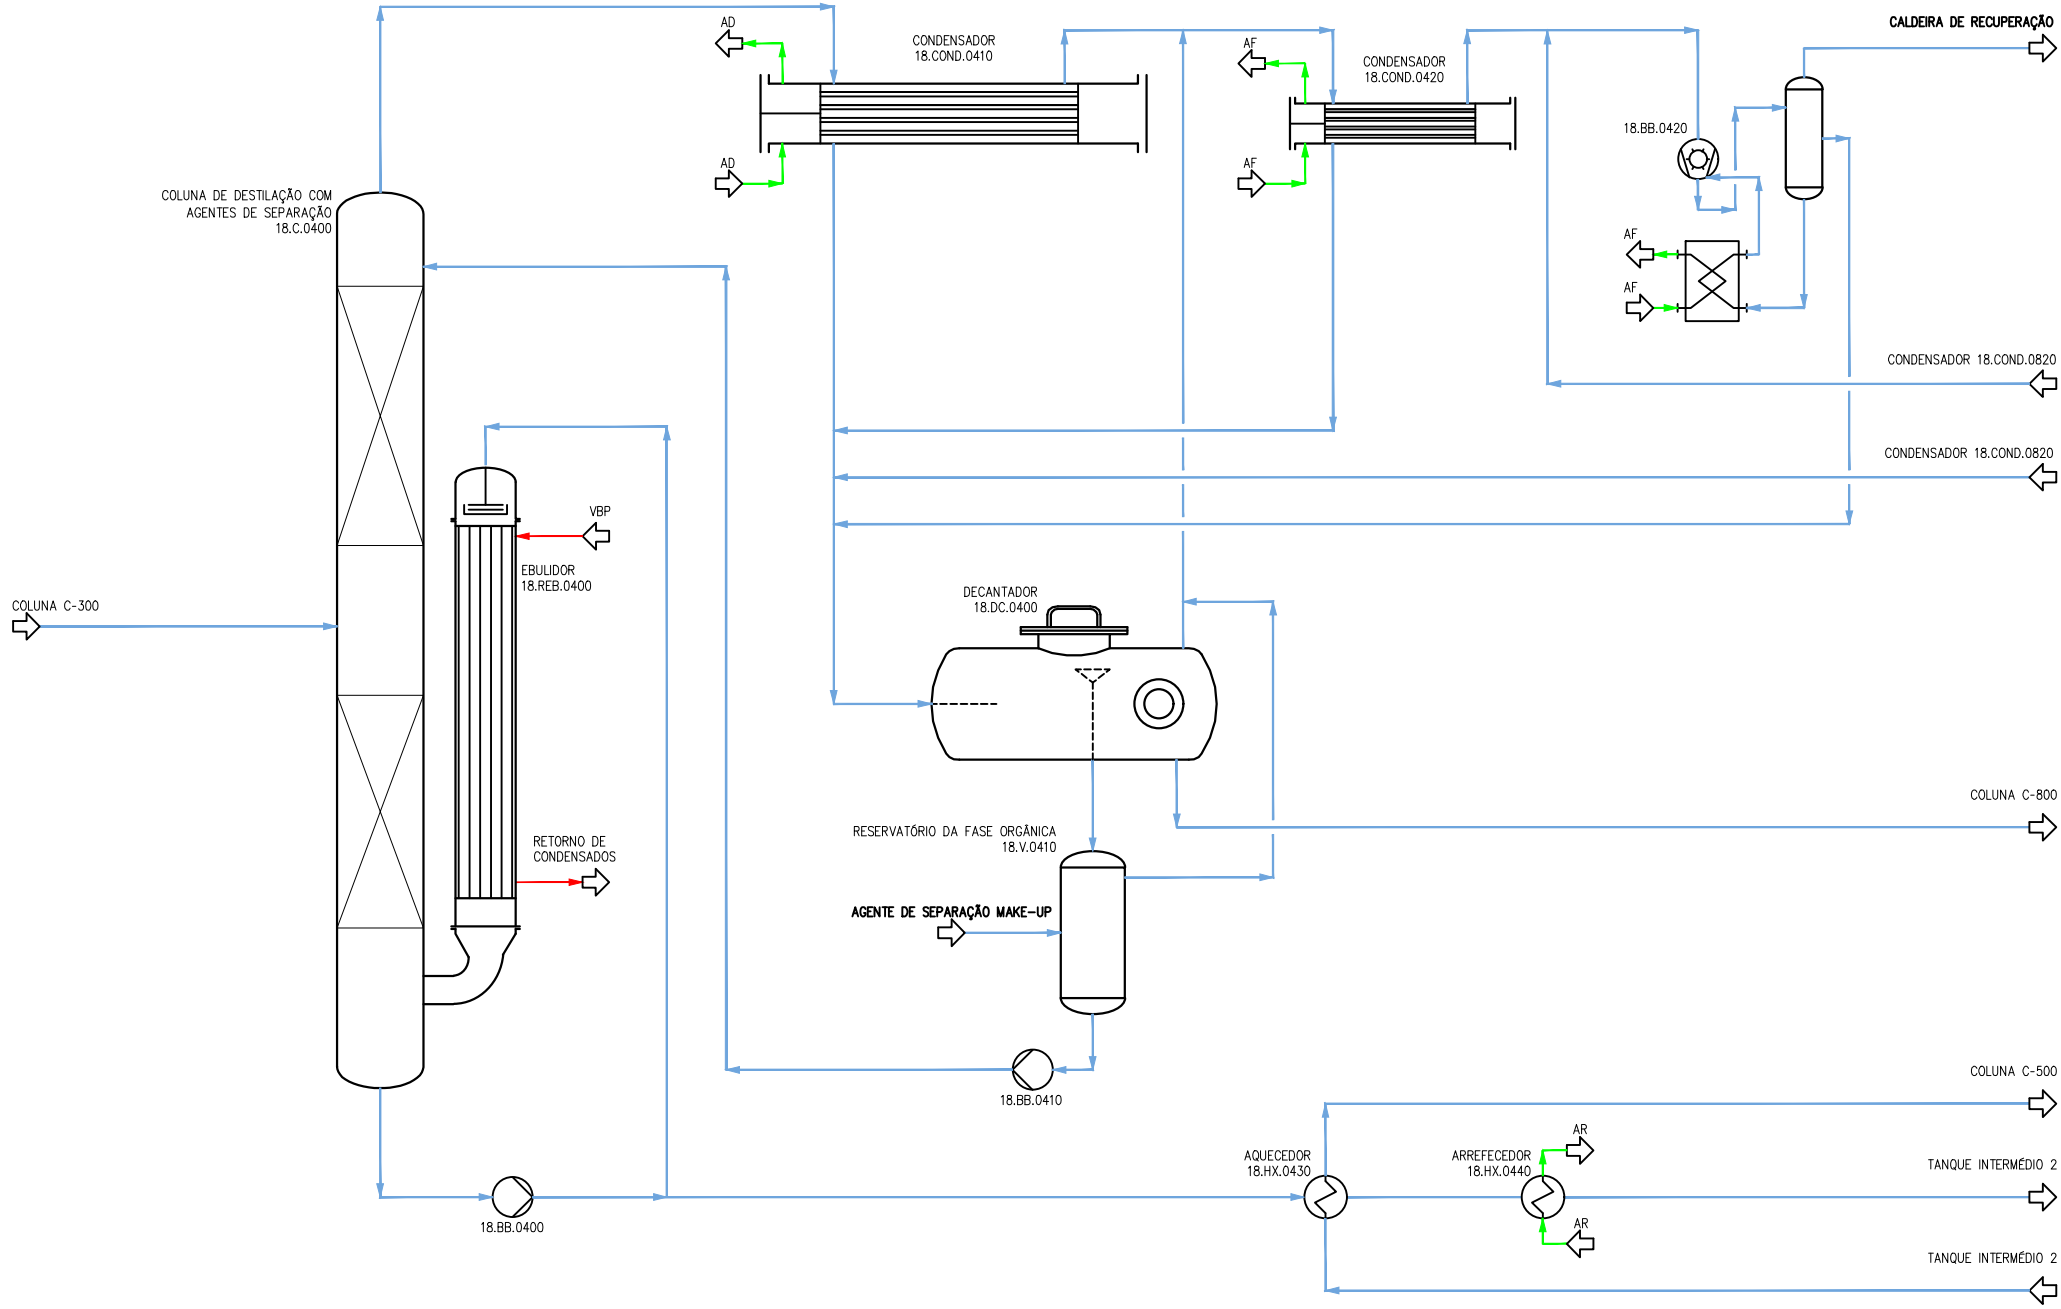 CALDEIRA DE RECUPERAÇÃO
AD
CONDENSADOR
18.COND.0410
AF
CONDENSADOR
18.COND.0420
18.BB.0420
AD
AF
COLUNA DE DESTILAÇÃO COM
AGENTES DE SEPARAÇÃO
18.C.0400
AF
AF
CONDENSADOR 18.COND.0820
CONDENSADOR 18.COND.0820
VBP
EBULIDOR
18.REB.0400
COLUNA C-300
DECANTADOR
18.DC.0400
COLUNA C-800
RETORNO DE
CONDENSADOS
RESERVATÓRIO DA FASE ORGÂNICA
18.V.0410
AGENTE DE SEPARAÇÃO MAKE-UP
COLUNA C-500
18.BB.0410
AR
AQUECEDOR
18.HX.0430
ARREFECEDOR
18.HX.0440
TANQUE INTERMÉDIO 2
18.BB.0400
AR
TANQUE INTERMÉDIO 2